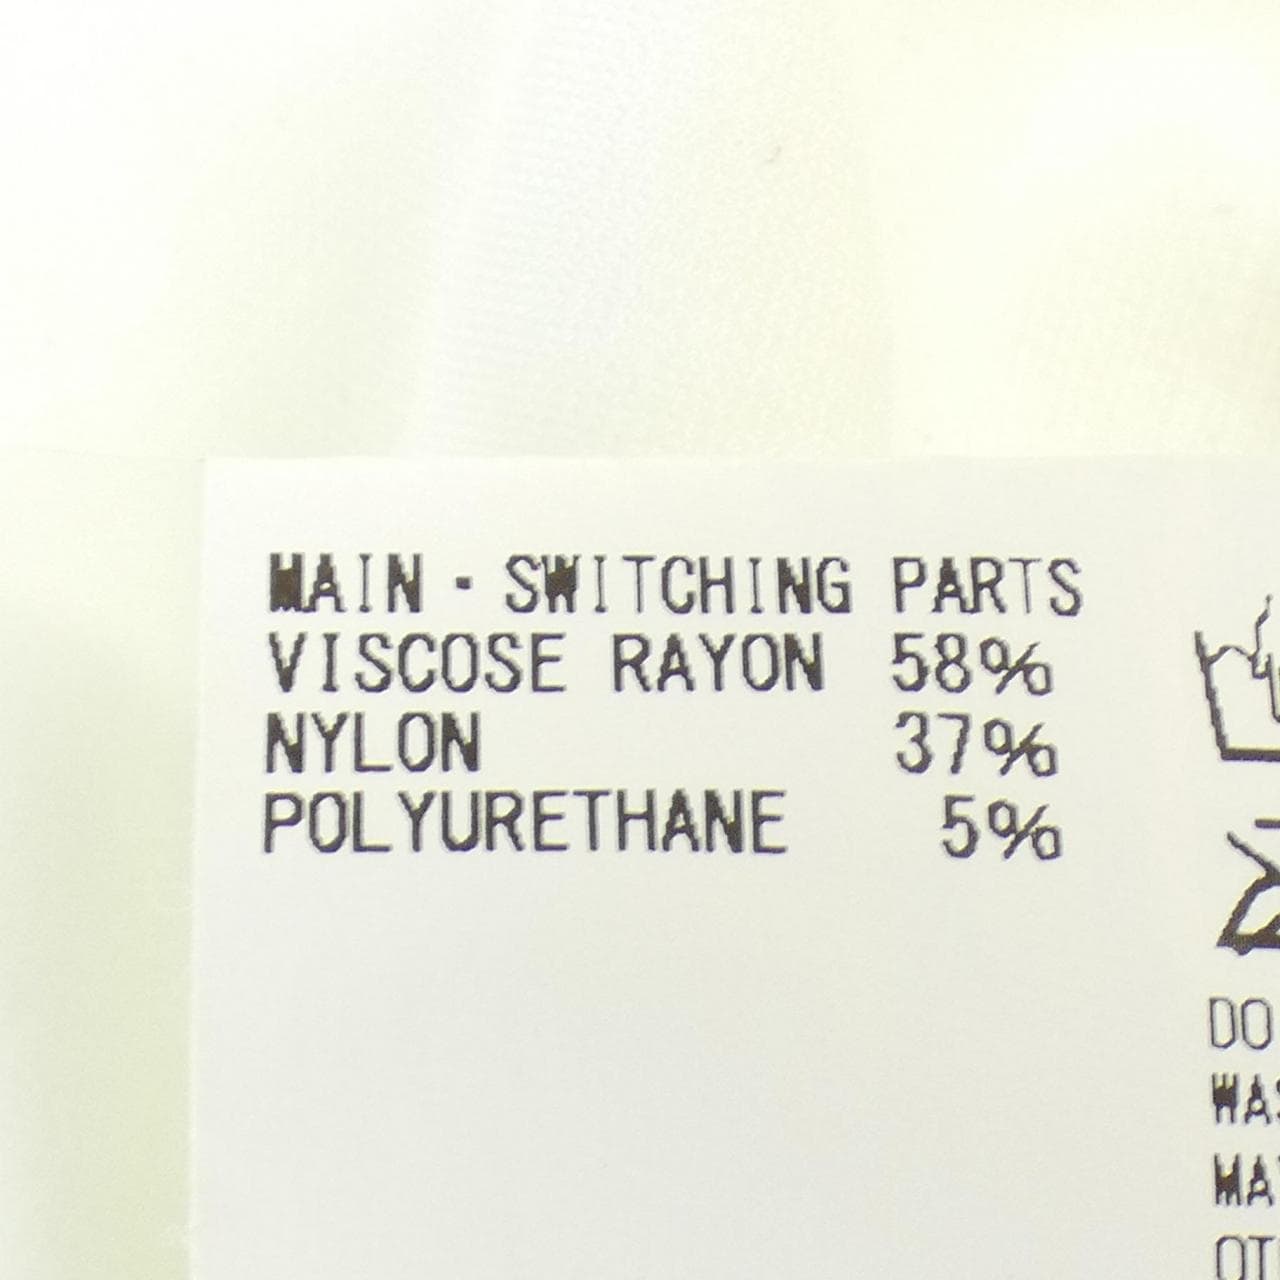 MAIN・SWITCHING PARTS
VISCOSE RAYON 58%
NYLON 37%
POLYURETHANE 5%
DO